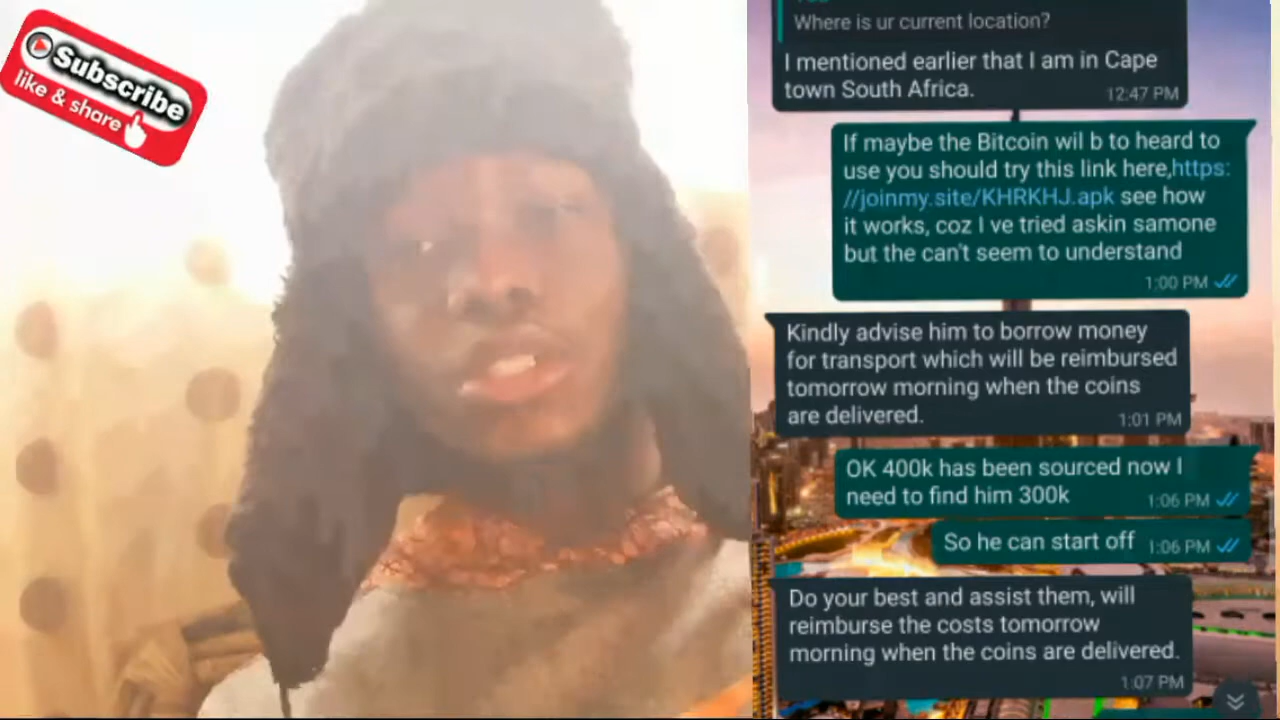 Subscribe
like & share
Where is ur current location?
I mentioned earlier that I am in Cape
town South Africa.
12:47 PM
If maybe the Bitcoin wil b to heard to
use you should try this link here,https:
//joinmy.site/KHRKHJ.apk see how
it works, coz I ve tried askin samone
but the can't seem to understand
1:00 PM
Kindly advise him to borrow money
for transport which will be reimbursed
tomorrow morning when the coins
are delivered.
1:01 PM
OK 400k has been sourced now I
need to find him 300k
1:06 PM
So he can start off 1:06 PM
Do your best and assist them, will
reimburse the costs tomorrow
morning when the coins are delivered.
1:07 PM